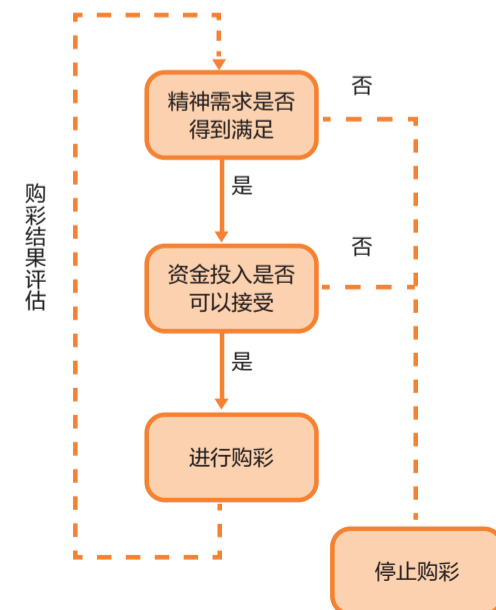 精神需求是否
得到满足
否
是
购彩结果评估
资金投入是否
可以接受
否
是
进行购彩
停止购彩